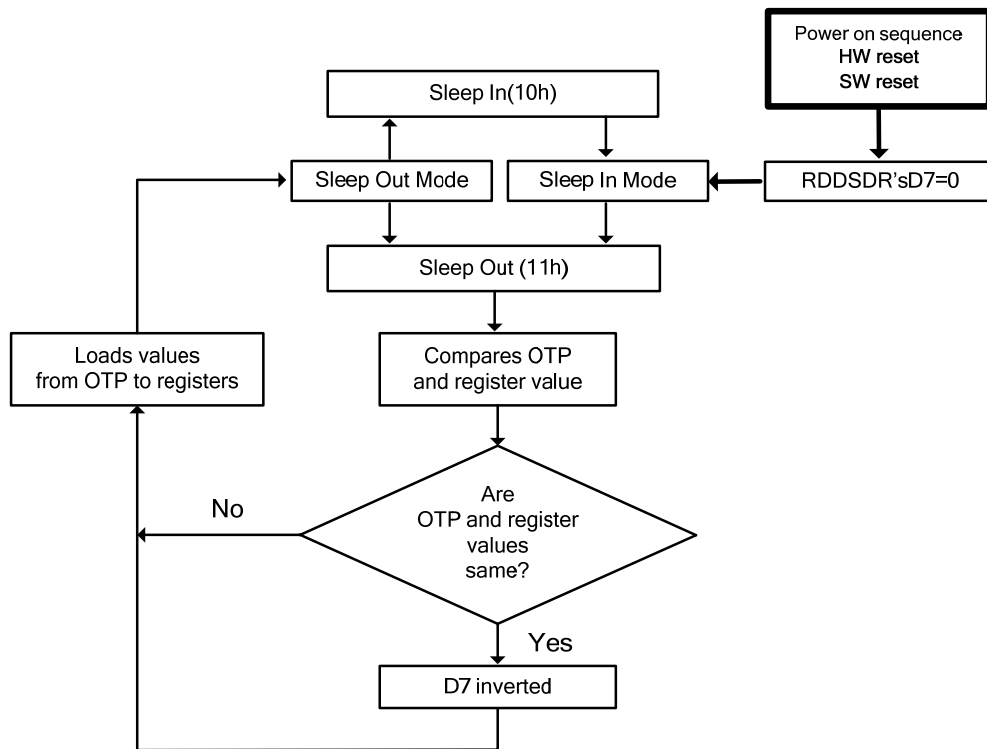 Power on sequence
HW reset
SW reset
Sleep In(10h)
Sleep Out Mode
Sleep In Mode
RDDSDR'sD7=0
Sleep Out (11h)
Loads values
from OTP to registers
Compares OTP
and register value
No
Are
OTP and register
values
same?
Yes
D7 inverted